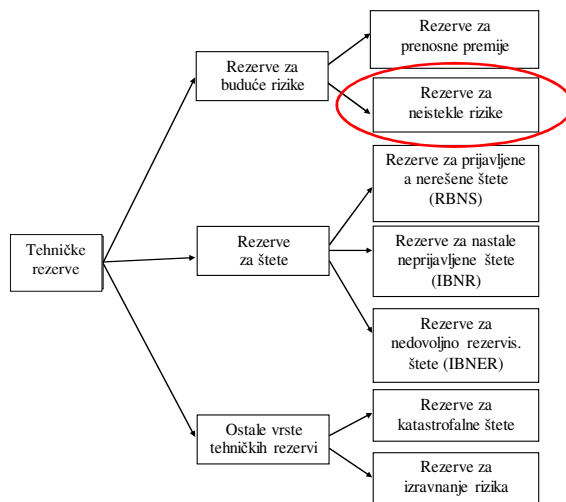 Rezerve za
prenosne premije
Rezerve za
buduće rizike
Rezerve za
neistekle rizike
Rezerve za prijavljene
a nerešene štete
(RBNS)
Tehničke
rezerve
Rezerve
za štete
Rezerve za nastale
neprijavljene štete
(IBNR)
Rezerve za
nedovoljno rezervis.
štete (IBNER)
Ostale vrste
tehničkih rezervi
Rezerve za
katastrofalne štete
Rezerve za
izravnanje rizika